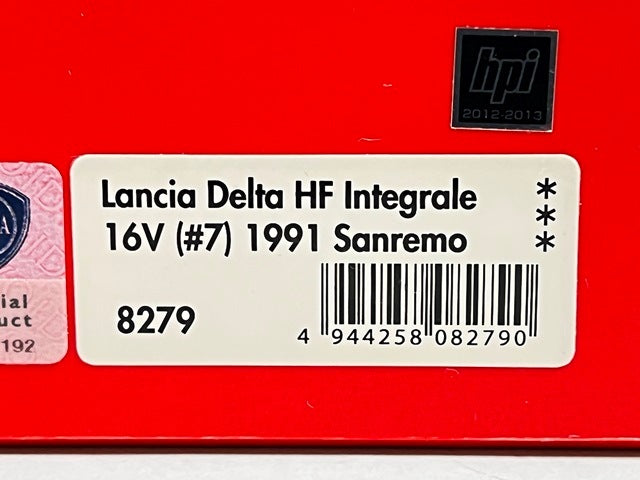 hpi
2012-2013
Lancia Delta HF Integrale
16V (#7) 1991 Sanremo
***
8279
4 944258 082790
A
ial
uct
192